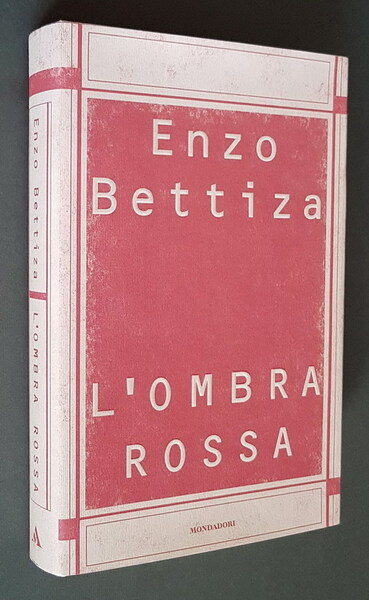 Enzo
Bettiza
L'OMBRA
ROSSA
MONDADORI
Enzo Bettiza L'OMBRA ROSSA